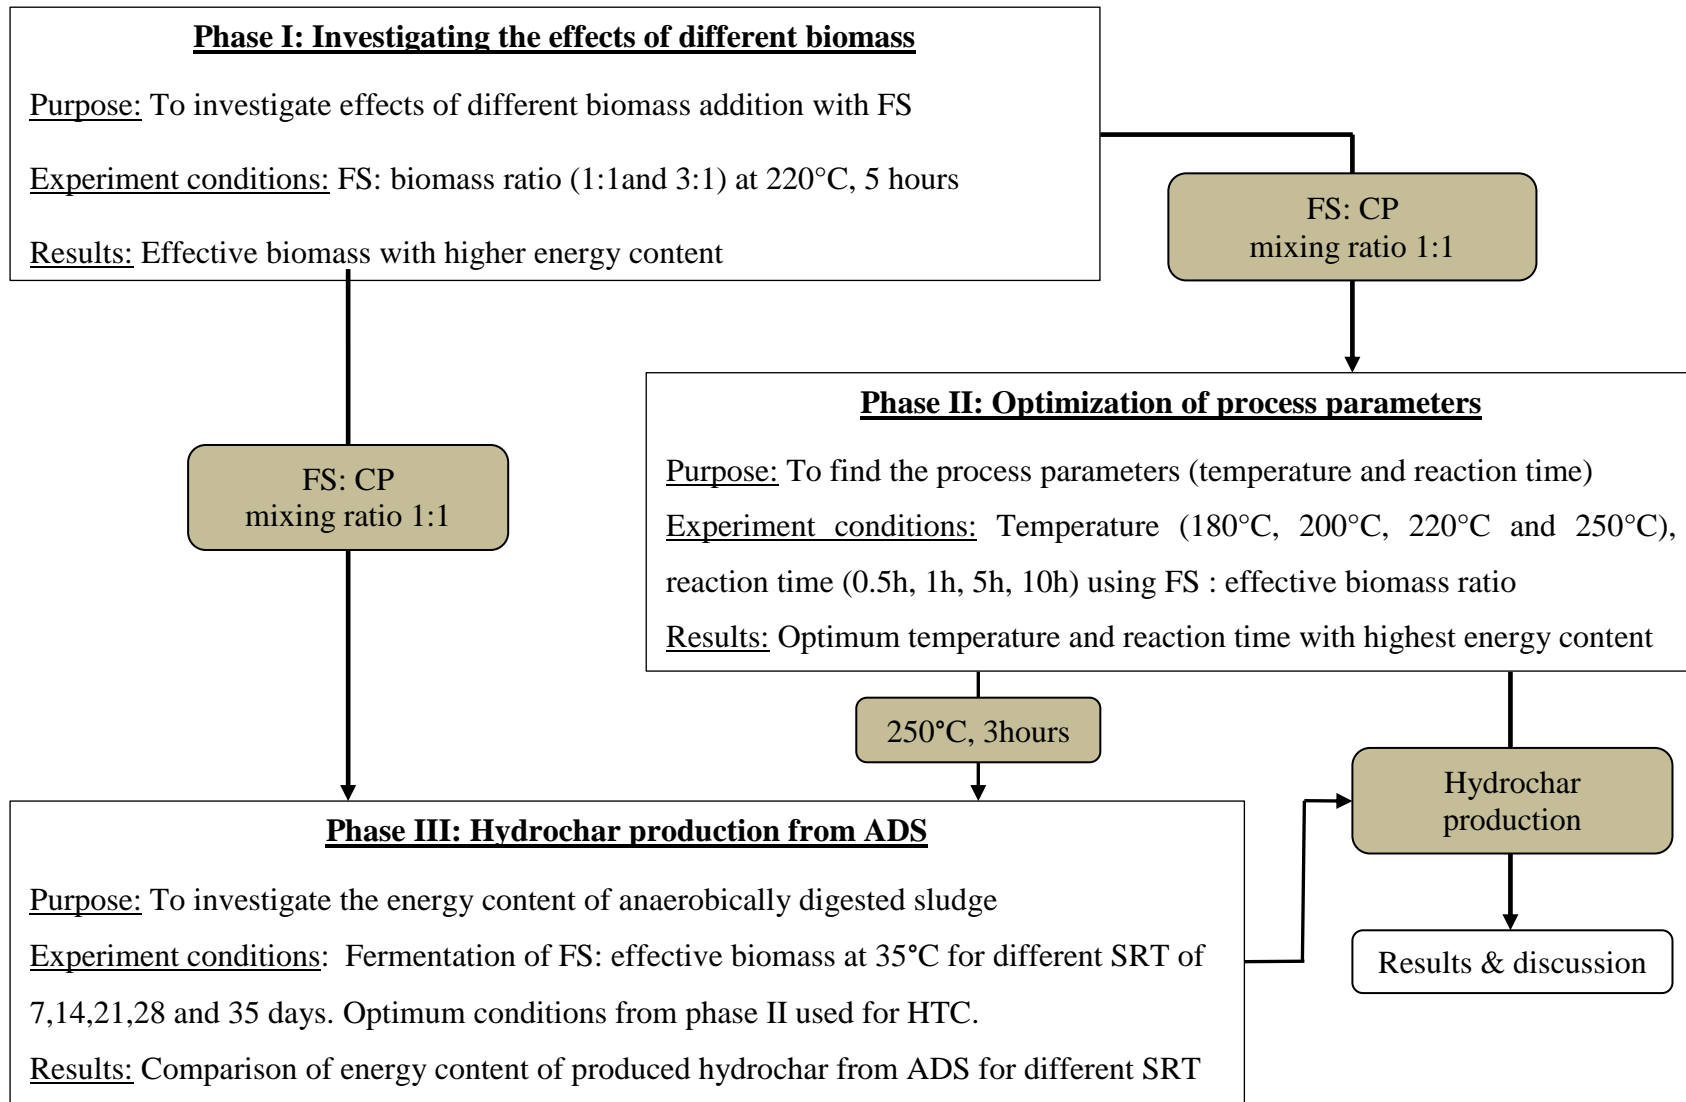 Phase I: Investigating the effects of different biomass
Purpose: To investigate effects of different biomass addition with FS
Experiment conditions: FS: biomass ratio (1:1and 3:1) at 220°C, 5 hours
Results: Effective biomass with higher energy content
FS: CP
mixing ratio 1:1
Phase II: Optimization of process parameters
Purpose: To find the process parameters (temperature and reaction time)
Experiment conditions: Temperature (180°C, 200°C, 220°C and 250°C),
reaction time (0.5h, 1h, 5h, 10h) using FS : effective biomass ratio
Results: Optimum temperature and reaction time with highest energy content
FS: CP
mixing ratio 1:1
250°C, 3hours
Hydrochar
production
Phase III: Hydrochar production from ADS
Purpose: To investigate the energy content of anaerobically digested sludge
Experiment conditions: Fermentation of FS: effective biomass at 35°C for different SRT of
7,14,21,28 and 35 days. Optimum conditions from phase II used for HTC.
Results: Comparison of energy content of produced hydrochar from ADS for different SRT
Results & discussion